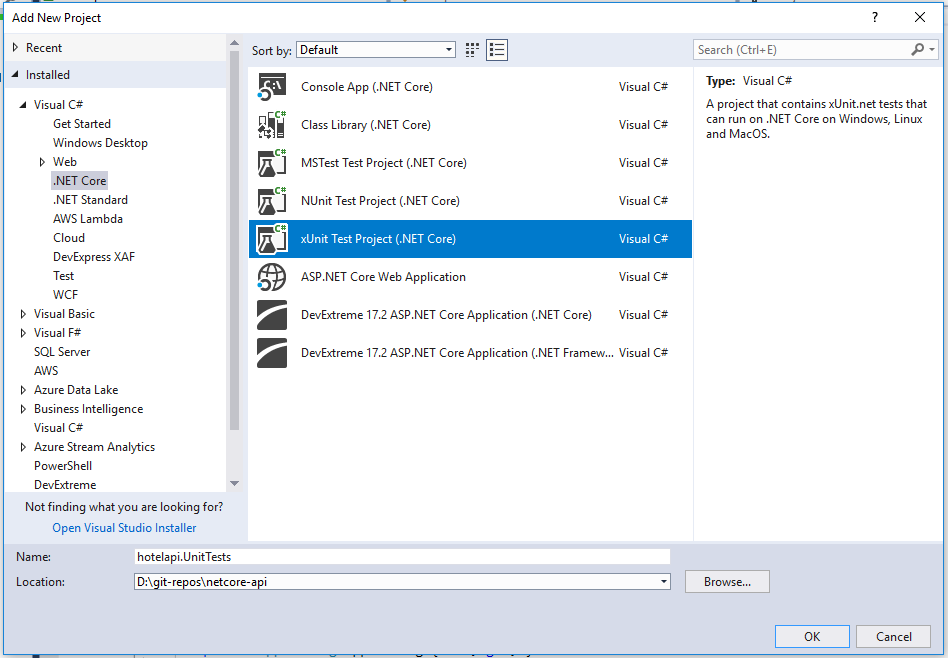 Add New Project
?
Recent
Installed
Visual C#
Get Started
Windows Desktop
Web
.NET Core
.NET Standard
AWS Lambda
Cloud
DevExpress XAF
Test
WCF
Visual Basic
Visual F#
SQL Server
AWS
Azure Data Lake
Business Intelligence
Visual C#
Azure Stream Analytics
PowerShell
DevExtreme
Not finding what you are looking for?
Open Visual Studio Installer
Sort by: Default
Console App (.NET Core) Visual C#
Class Library (.NET Core) Visual C#
MSTest Test Project (.NET Core) Visual C#
NUnit Test Project (.NET Core) Visual C#
xUnit Test Project (.NET Core) Visual C#
ASP.NET Core Web Application Visual C#
DevExtreme 17.2 ASP.NET Core Application (.NET Core) Visual C#
DevExtreme 17.2 ASP.NET Core Application (.NET Framew... Visual C#
Search (Ctrl+E)
Type: Visual C#
A project that contains xUnit.net tests that
can run on .NET Core on Windows, Linux
and MacOS.
Name: hotelapi.UnitTests
Location: D:\git-repos\netcore-api
Browse...
OK
Cancel